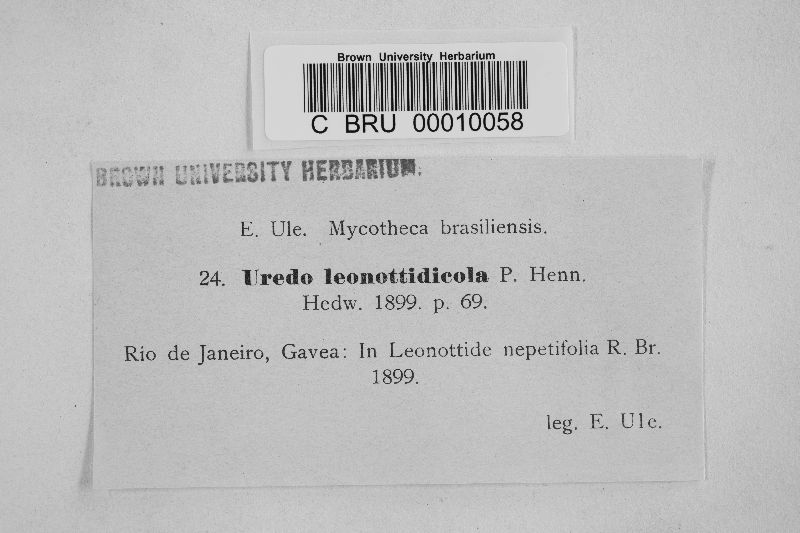 Brown University Herbarium
C BRU 00010058
BROWN UNIVERSITY HERBARIUM.
E. Ule. Mycotheca brasiliensis.
24. Uredo leonottidicola P. Henn.
Hedw. 1899. p. 69.
Rio de Janeiro, Gavea: In Leonottide nepetifolia R. Br.
1899.
leg. E. Ule.